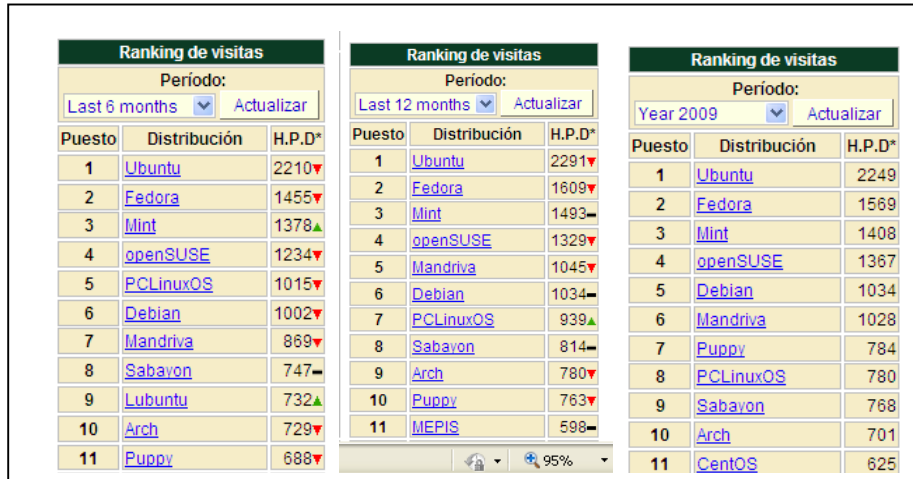 Ranking de visitas
Período:
Last 6 months Actualizar
Puesto Distribución H.P.D*
1 Ubuntu 2210
2 Fedora 1455
3 Mint 1378
4 openSUSE 1234
5 PCLinuxOS 1015
6 Debian 1002
7 Mandriva 869
8 Sabayon 747
9 Lubuntu 732
10 Arch 729
11 Puppy 688
Ranking de visitas
Período:
Last 12 months Actualizar
Puesto Distribución H.P.D*
1 Ubuntu 2291
2 Fedora 1609
3 Mint 1493
4 openSUSE 1329
5 Mandriva 1045
6 Debian 1034
7 PCLinuxOS 939
8 Sabayon 814
9 Arch 780
10 Puppy 763
11 MEPIS 598
95%
Ranking de visitas
Período:
Year 2009 Actualizar
Puesto Distribución H.P.D*
1 Ubuntu 2249
2 Fedora 1569
3 Mint 1408
4 openSUSE 1367
5 Debian 1034
6 Mandriva 1028
7 Puppy 784
8 PCLinuxOS 780
9 Sabayon 768
10 Arch 701
11 CentOS 625